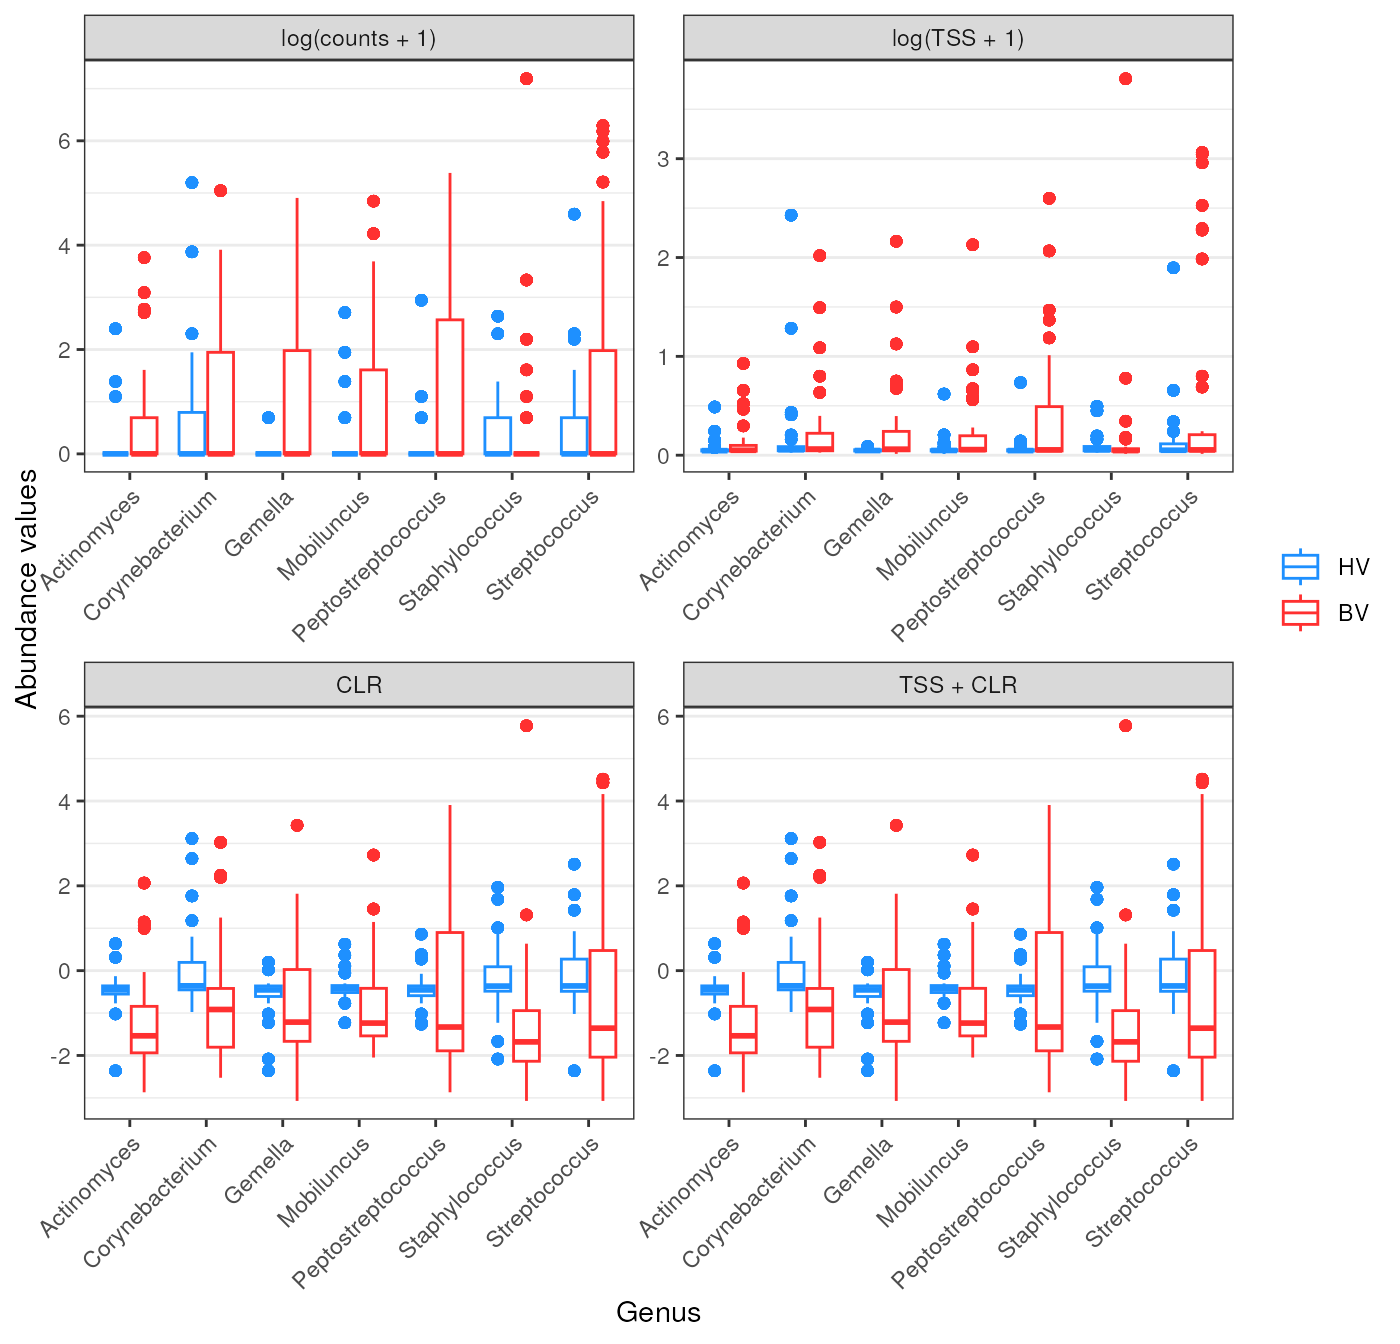 log(counts + 1)
log(TSS + 1)
6
4
2
0
3
2
1
0
Actinomyces
Corynebacterium
Gemella
Mobiluncus
Peptostreptococcus
Staphylococcus
Streptococcus
Actinomyces
Corynebacterium
Gemella
Mobiluncus
Peptostreptococcus
Staphylococcus
Streptococcus
Abundance values
HV
BV
CLR
TSS + CLR
6
4
2
0
-2
6
4
2
0
-2
Actinomyces
Corynebacterium
Gemella
Mobiluncus
Peptostreptococcus
Staphylococcus
Streptococcus
Actinomyces
Corynebacterium
Gemella
Mobiluncus
Peptostreptococcus
Staphylococcus
Streptococcus
Genus